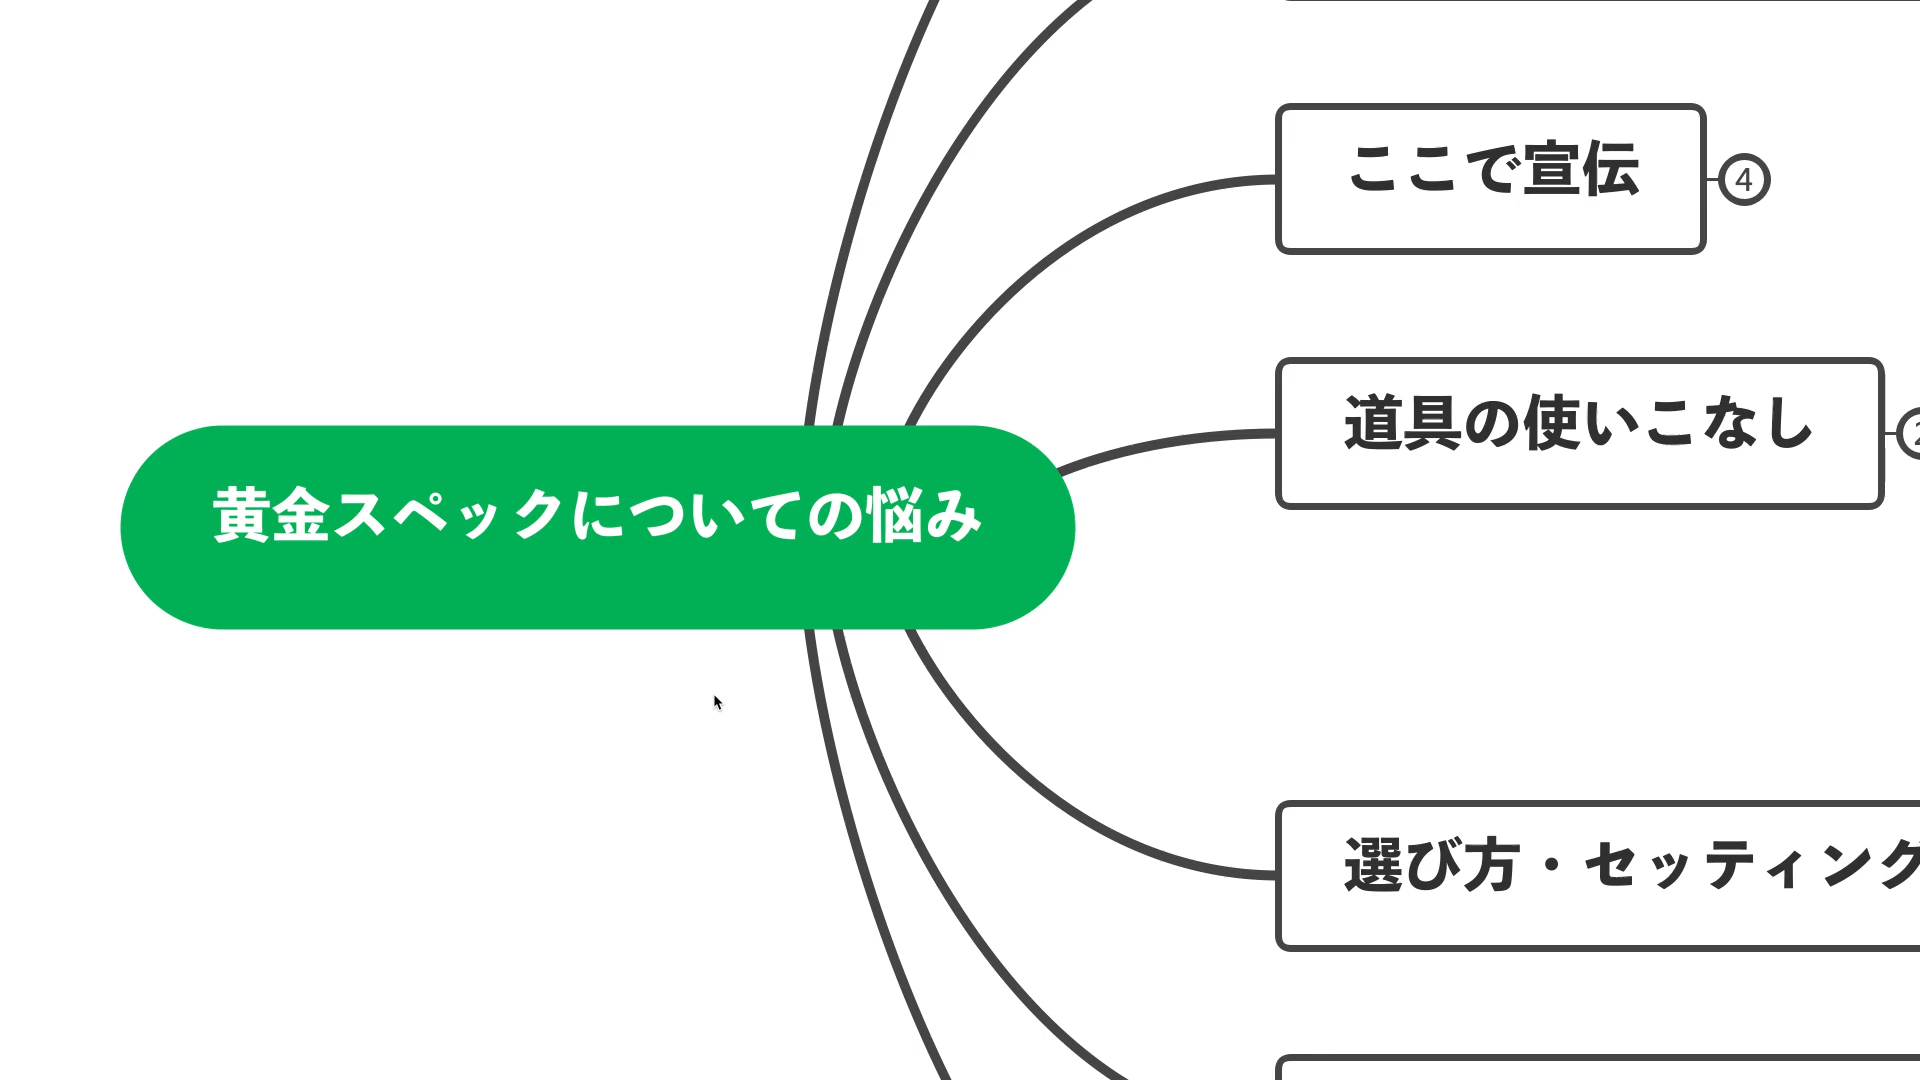 ここで宣伝
4
道具の使いこなし
黄金スペックについての悩み
選び方・セッティング